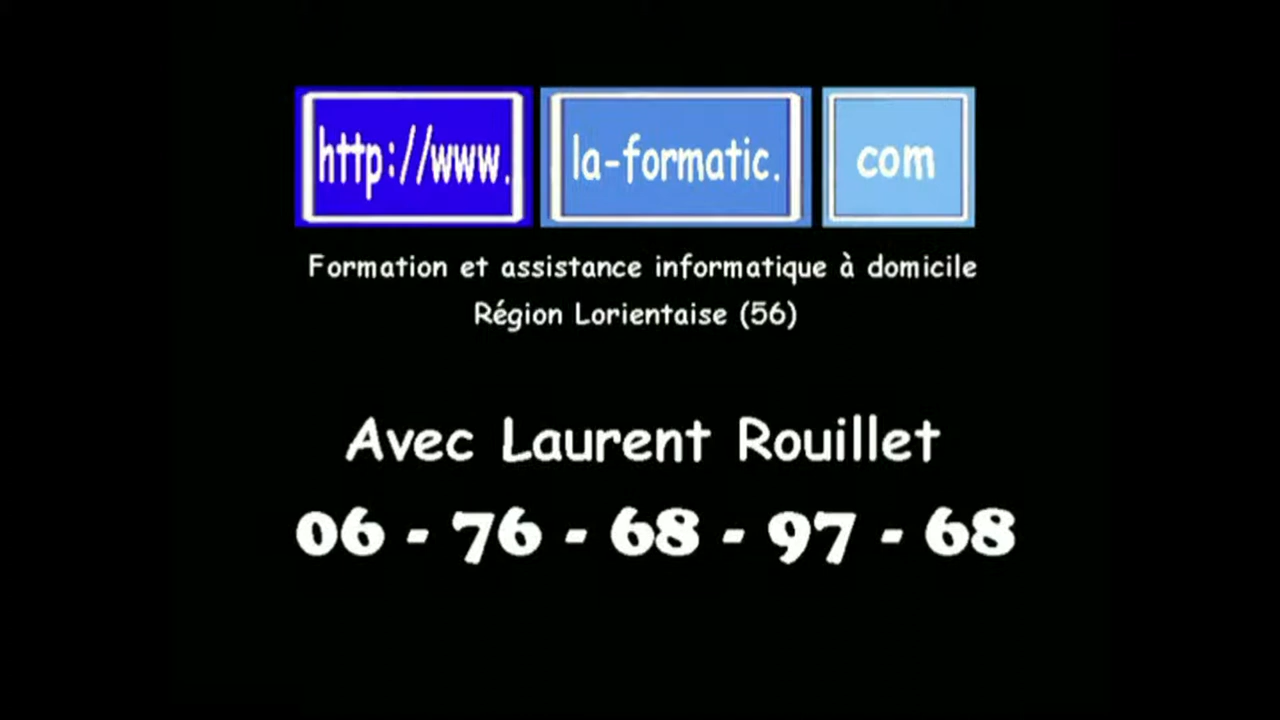 http://www. la-formatic. com
Formation et assistance informatique à domicile
Région Lorientaise (56)
Avec Laurent Rouillet
06 - 76 - 68 - 97 - 68